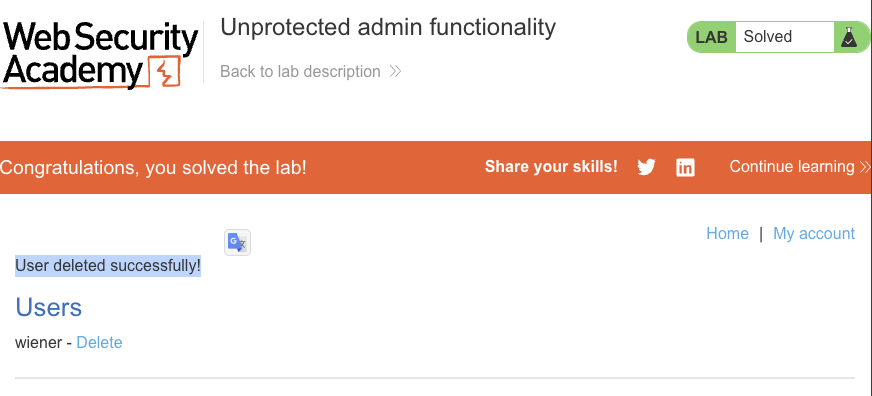 Web Security Academy
Unprotected admin functionality
Back to lab description
LAB Solved
Congratulations, you solved the lab!
Share your skills!
Continue learning
Home | My account
User deleted successfully!
Users
wiener - Delete